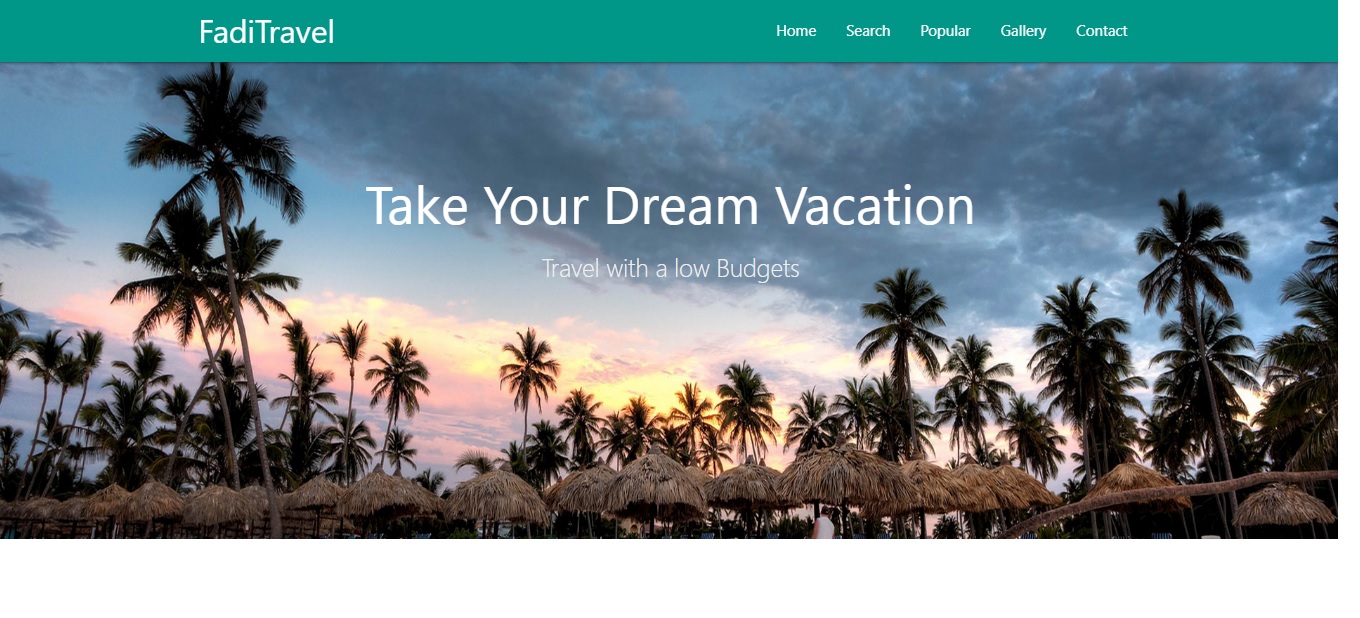 FadiTravel
Home Search Popular Gallery Contact
Take Your Dream Vacation
Travel with a low Budgets